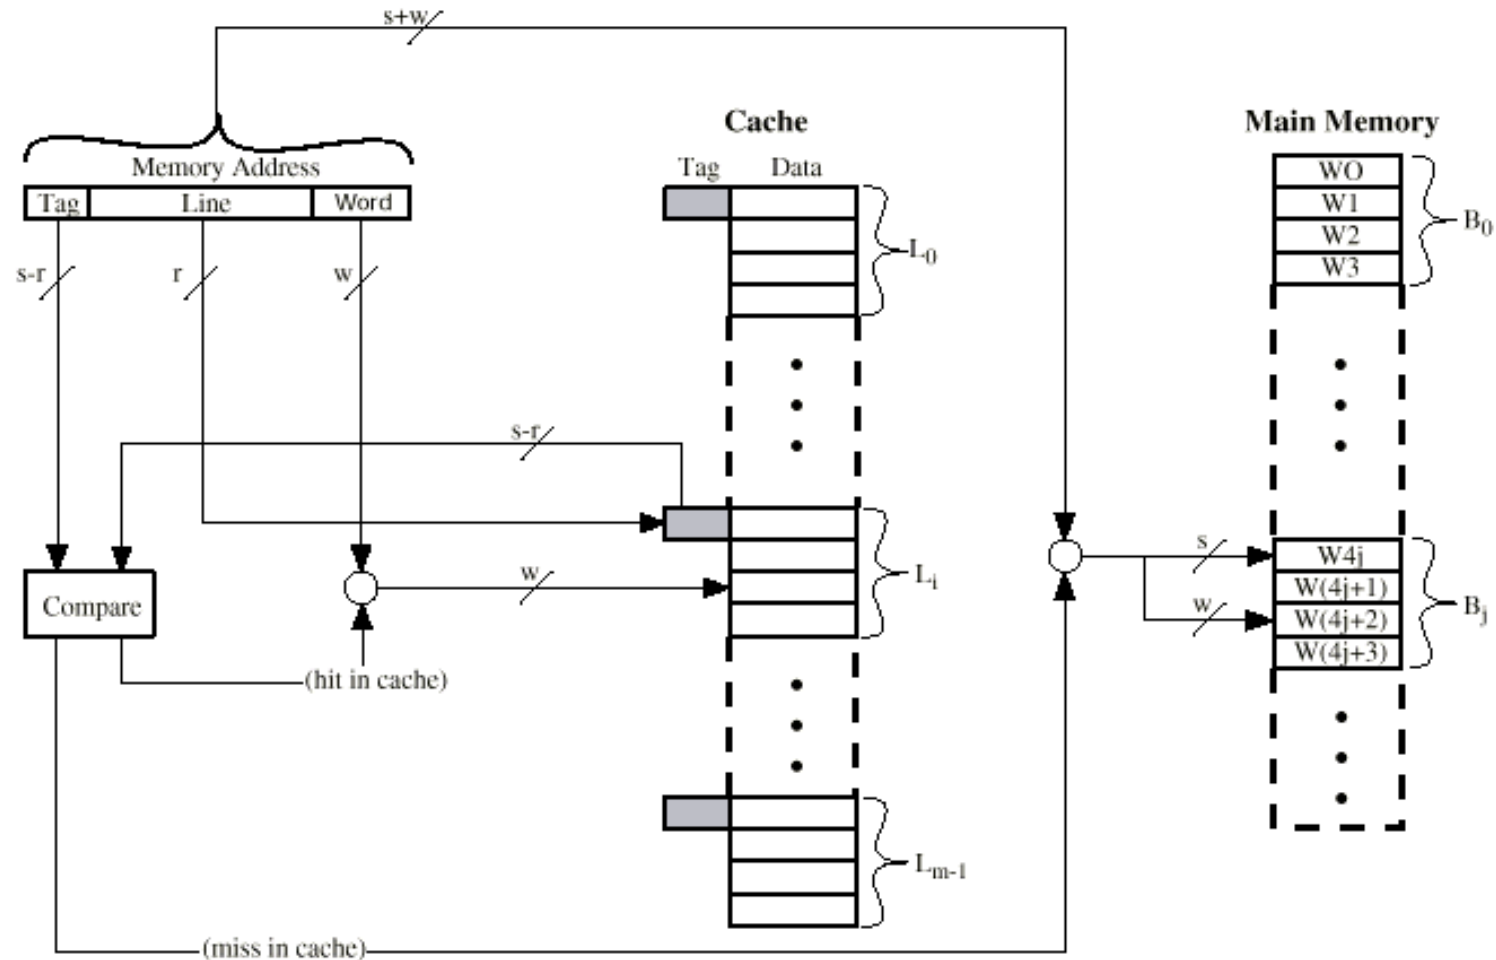 s+w
Cache
Main Memory
Memory Address
Tag Data
Tag Line Word
WO
W1
W2
W3
B0
L0
s-r r w
s-r
s
W4j
W(4j+1)
W(4j+2)
W(4j+3)
Bj
w
w
Li
Compare
(hit in cache)
Lm-1
(miss in cache)